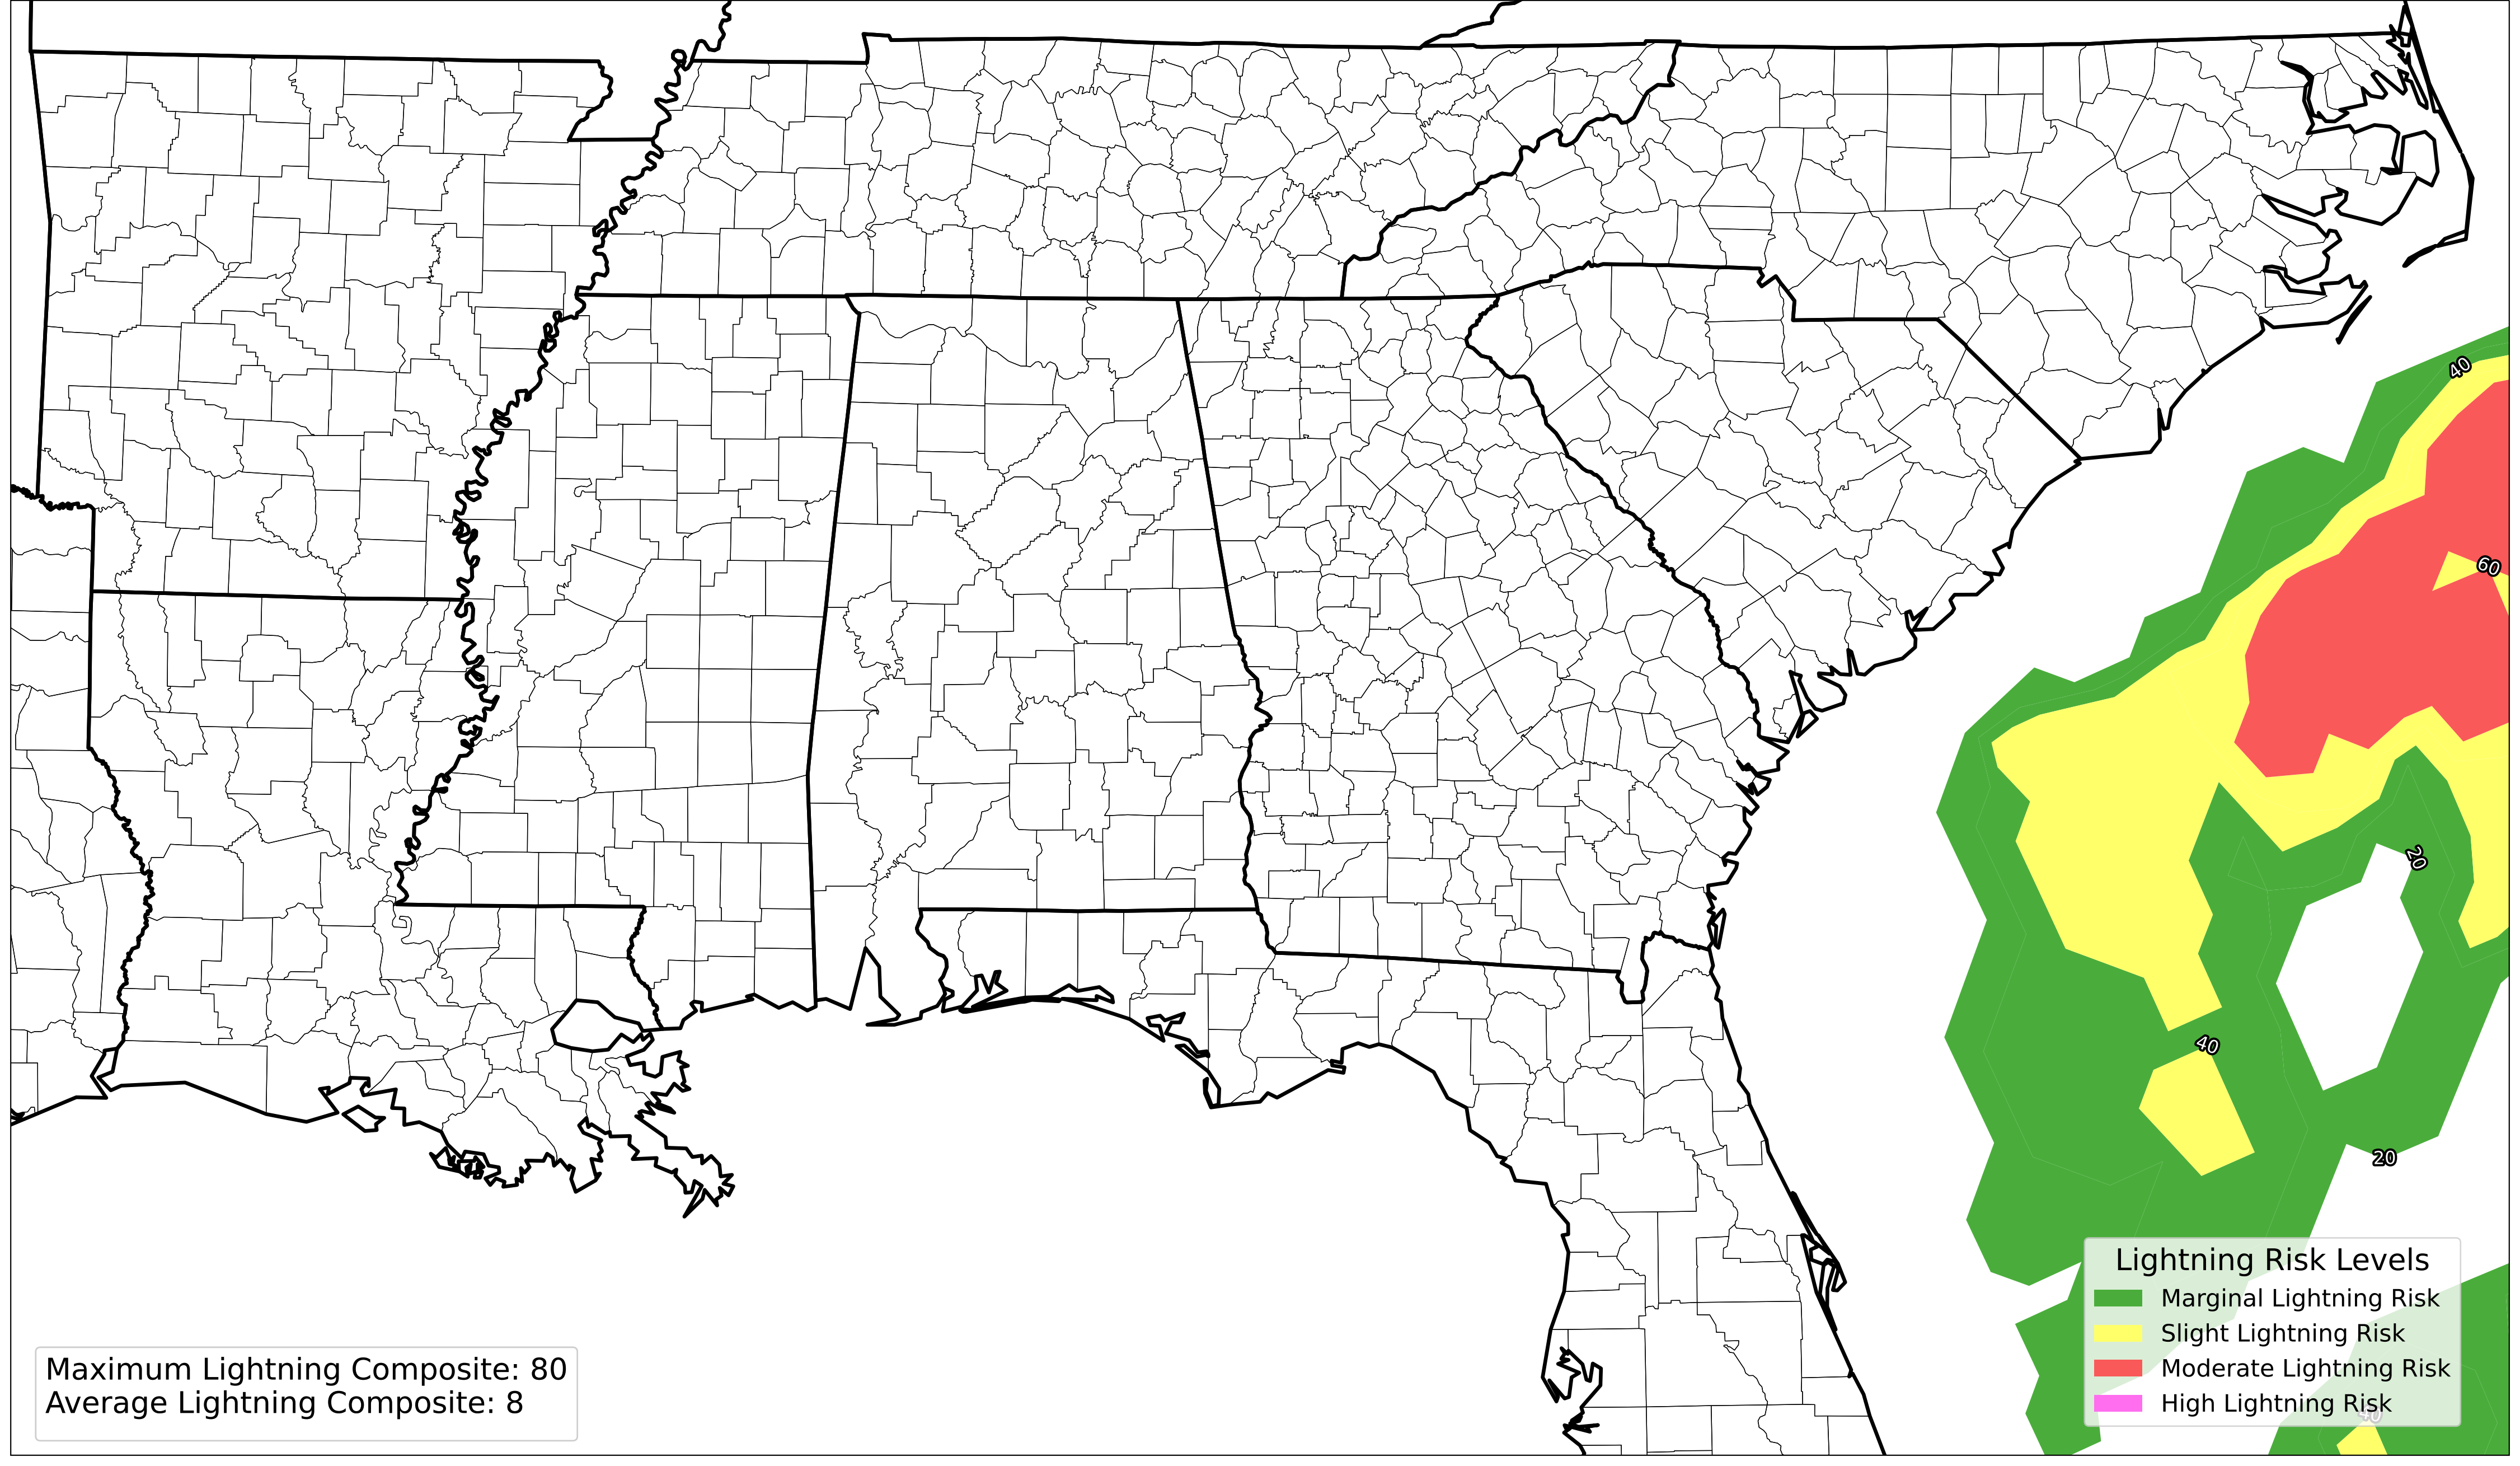 40
60
20
40
20
Lightning Risk Levels
Marginal Lightning Risk
Slight Lightning Risk
Moderate Lightning Risk
High Lightning Risk
40
Maximum Lightning Composite: 80
Average Lightning Composite: 8